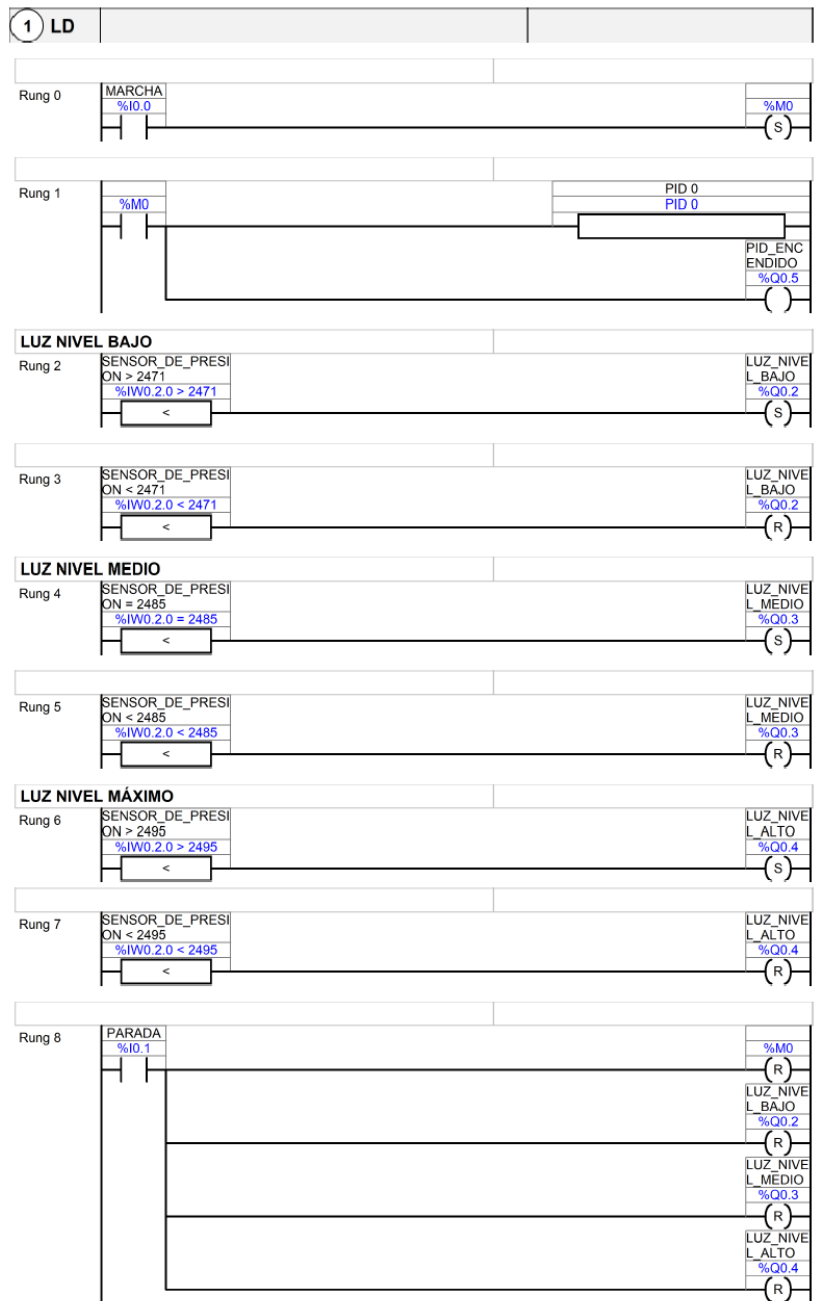 1 LD
Rung 0
MARCHA
%I0.0
%M0
S
Rung 1
%M0
PID 0
PID 0
PID_ENC
ENDIDO
%Q0.5
LUZ NIVEL BAJO
Rung 2
SENSOR_DE_PRESI
ON > 2471
%IW0.2.0 > 2471
<
LUZ_NIVE
L_BAJO
%Q0.2
S
Rung 3
SENSOR_DE_PRESI
ON < 2471
%IW0.2.0 < 2471
<
LUZ_NIVE
L_BAJO
%Q0.2
R
LUZ NIVEL MEDIO
Rung 4
SENSOR_DE_PRESI
ON = 2485
%IW0.2.0 = 2485
<
LUZ_NIVE
L_MEDIO
%Q0.3
S
Rung 5
SENSOR_DE_PRESI
ON < 2485
%IW0.2.0 < 2485
<
LUZ_NIVE
L_MEDIO
%Q0.3
R
LUZ NIVEL MÁXIMO
Rung 6
SENSOR_DE_PRESI
ON > 2495
%IW0.2.0 > 2495
<
LUZ_NIVE
L_ALTO
%Q0.4
S
Rung 7
SENSOR_DE_PRESI
ON < 2495
%IW0.2.0 < 2495
<
LUZ_NIVE
L_ALTO
%Q0.4
R
Rung 8
PARADA
%I0.1
%M0
R
LUZ_NIVE
L_BAJO
%Q0.2
R
LUZ_NIVE
L_MEDIO
%Q0.3
R
LUZ_NIVE
L_ALTO
%Q0.4
R